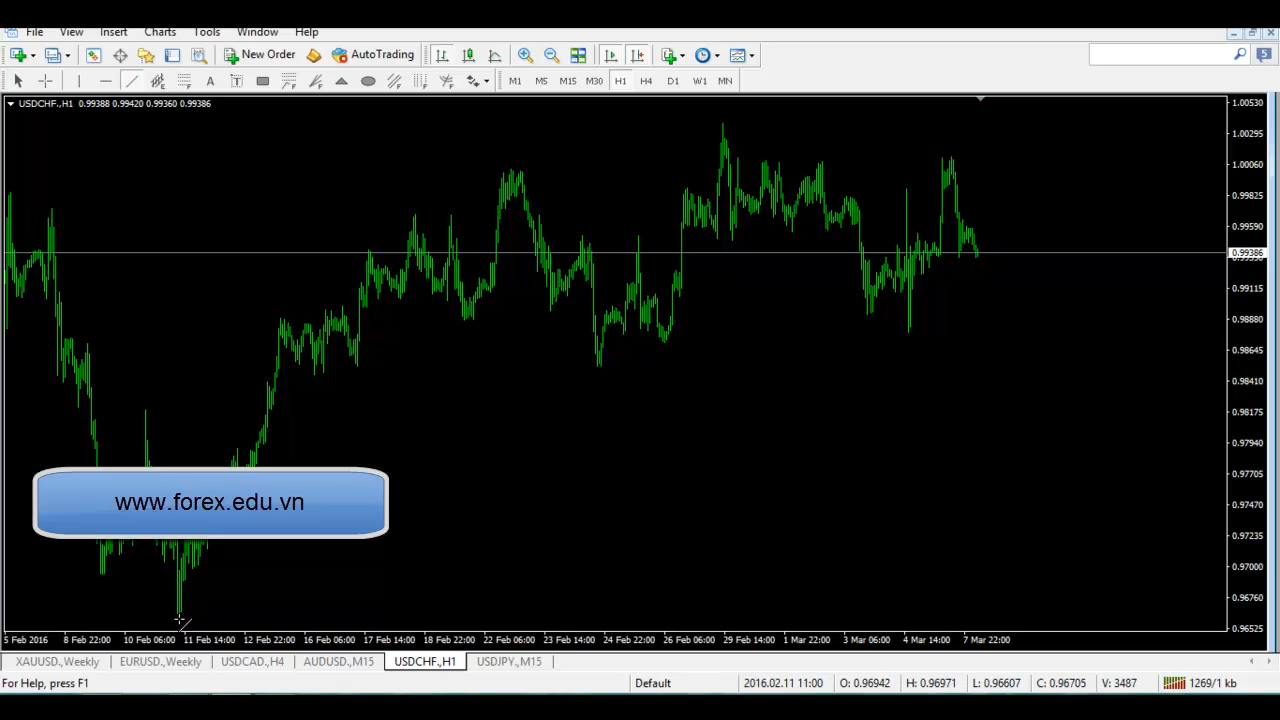 File View Insert Charts Tools Window Help
New Order AutoTrading 5
A T M1 M5 M15 M30 H1 H4 D1 W1 MN
USDCHF.,H1 0.99388 0.99420 0.99360 0.99386
1.00530
1.00295
1.00060
0.99825
0.99590
0.99386
0.99115
0.98880
0.98645
0.98410
0.98175
0.97940
0.97705
www.forex.edu.vn
0.97470
0.97235
0.97000
0.96760
0.96525
5 Feb 2016 8 Feb 22:00 10 Feb 06:00 11 Feb 14:00 12 Feb 22:00 16 Feb 06:00 17 Feb 14:00 18 Feb 22:00 22 Feb 06:00 23 Feb 14:00 24 Feb 22:00 26 Feb 06:00 29 Feb 14:00 1 Mar 22:00 3 Mar 06:00 4 Mar 14:00 7 Mar 22:00
XAUUSD.,Weekly EURUSD.,Weekly USDCAD.,H4 AUDUSD.,M15 USDCHF.,H1 USDJPY.,M15
For Help, press F1 Default 2016.02.11 11:00 O: 0.96942 H: 0.96971 L: 0.96607 C: 0.96705 V: 3487 1269/1 kb